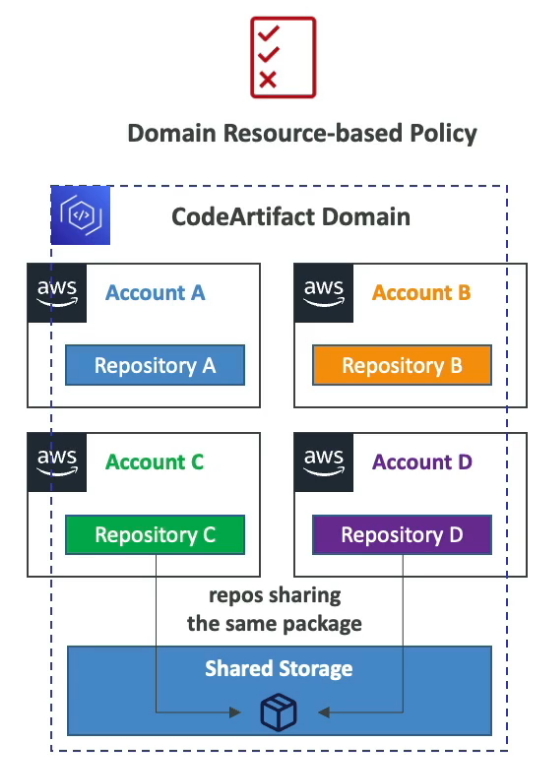 Domain Resource-based Policy
CodeArtifact Domain
aws
Account A
Repository A
aws
Account B
Repository B
aws
Account C
Repository C
aws
Account D
Repository D
repos sharing
the same package
Shared Storage